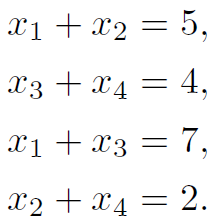 x₁ + x₂ = 5,
x₃ + x₄ = 4,
x₁ + x₃ = 7,
x₂ + x₄ = 2.